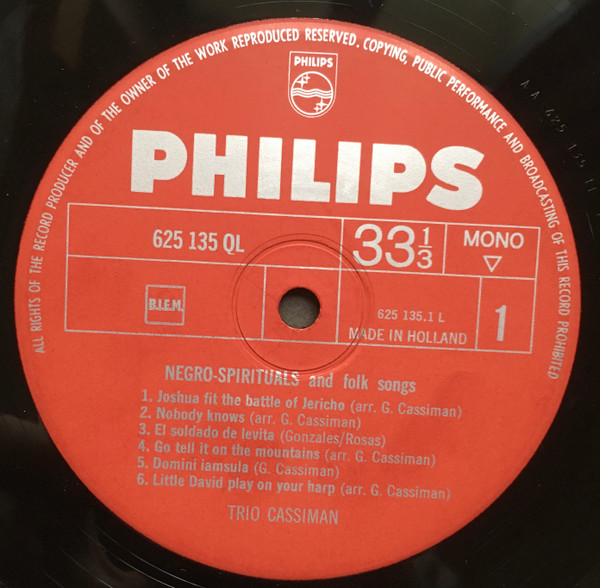 ALL RIGHTS OF THE RECORD PRODUCER AND OF THE OWNER OF THE WORK REPRODUCED RESERVED. COPYING, PUBLIC PERFORMANCE AND BROADCASTING OF THIS RECORD PROHIBITED
PHILIPS
PHILIPS
625 135 QL
33 1/3
MONO
B.I.E.M.
625 135.1 L
MADE IN HOLLAND
1
NEGRO-SPIRITUALS and folk songs
1. Joshua fit the battle of Jericho (arr. G. Cassiman)
2. Nobody knows (arr. G. Cassiman)
3. El soldado de levita (Gonzales/Rosas)
4. Go tell it on the mountains (arr. G. Cassiman)
5. Domini iamsula (G. Cassiman)
6. Little David play on your harp (arr. G. Cassiman)
TRIO CASSIMAN